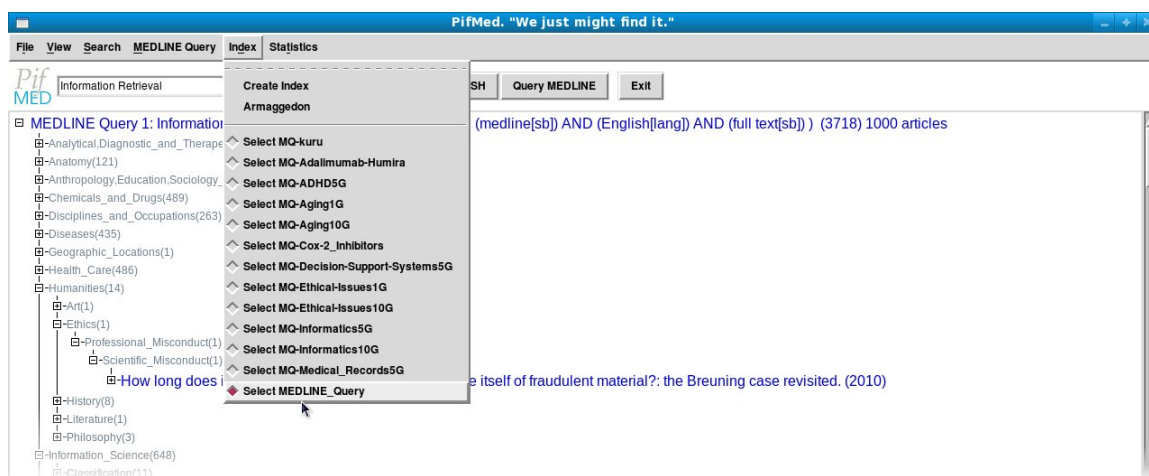 PifMed. "We just might find it."
File View Search MEDLINE Query Index Statistics
Pif
MED
Information Retrieval
SH
Query MEDLINE
Exit
Create Index
Armaggedon
Select MQ-kuru
Select MQ-Adalimumab-Humira
Select MQ-ADHD5G
Select MQ-Aging1G
Select MQ-Aging10G
Select MQ-Cox-2_Inhibitors
Select MQ-Decision-Support-Systems5G
Select MQ-Ethical-Issues1G
Select MQ-Ethical-Issues10G
Select MQ-Informatics5G
Select MQ-Informatics10G
Select MQ-Medical_Records5G
Select MEDLINE_Query
MEDLINE Query 1: Information (medline[sb]) AND (English[lang]) AND (full text[sb]) ) (3718) 1000 articles
Analytical,Diagnostic_and_Therape
Anatomy(121)
Anthropology,Education,Sociology_
Chemicals_and_Drugs(489)
Disciplines_and_Occupations(263)
Diseases(435)
Geographic_Locations(1)
Health_Care(486)
Humanities(14)
Art(1)
Ethics(1)
Professional_Misconduct(1)
Scientific_Misconduct(1)
How long does i e itself of fraudulent material?: the Breuning case revisited. (2010)
History(8)
Literature(1)
Philosophy(3)
Information_Science(648)
Classification(11)